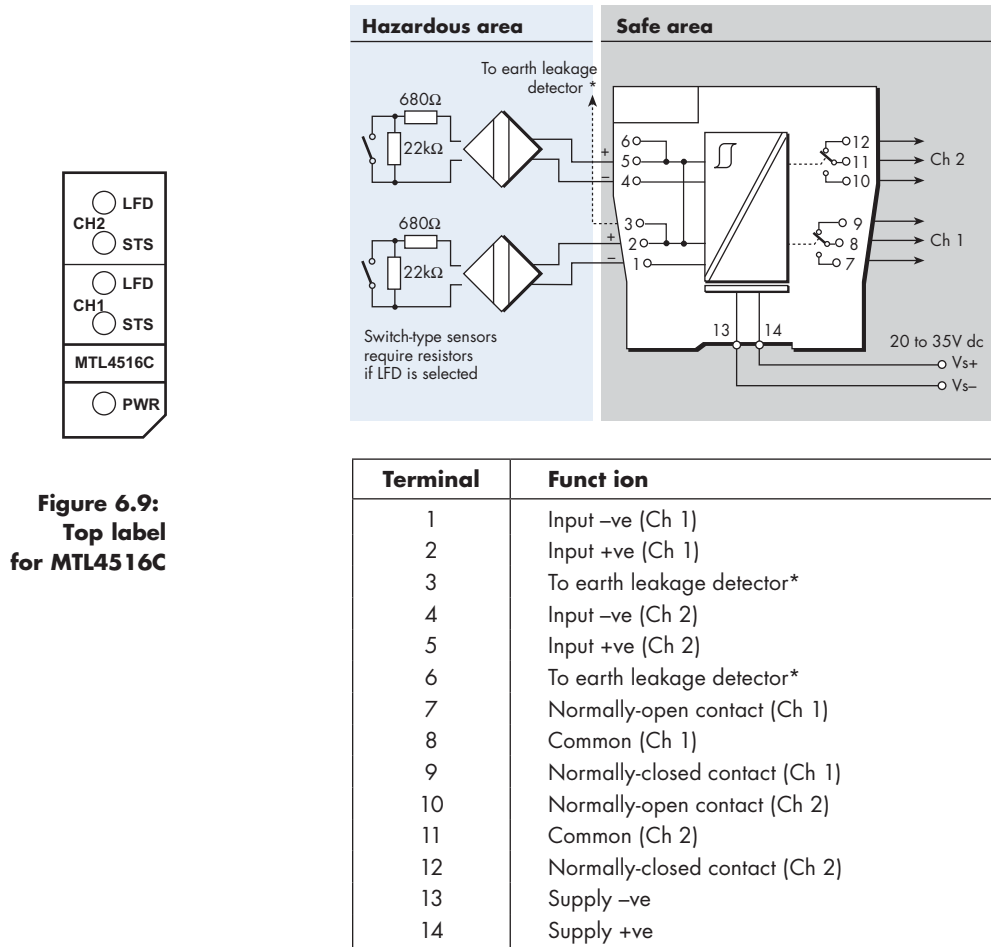 Hazardous area
Safe area
To earth leakage
detector *
680Ω
22kΩ
680Ω
22kΩ
+
–
+
–
6
5
4
3
2
1
12
11
10
Ch 2
9
8
7
Ch 1
13
14
20 to 35V dc
Vs+
Vs–
Switch-type sensors
require resistors
if LFD is selected
LFD
CH2
STS
LFD
CH1
STS
MTL4516C
PWR
Figure 6.9:
Top label
for MTL4516C
Terminal Funct ion
1 Input –ve (Ch 1)
2 Input +ve (Ch 1)
3 To earth leakage detector*
4 Input –ve (Ch 2)
5 Input +ve (Ch 2)
6 To earth leakage detector*
7 Normally-open contact (Ch 1)
8 Common (Ch 1)
9 Normally-closed contact (Ch 1)
10 Normally-open contact (Ch 2)
11 Common (Ch 2)
12 Normally-closed contact (Ch 2)
13 Supply –ve
14 Supply +ve